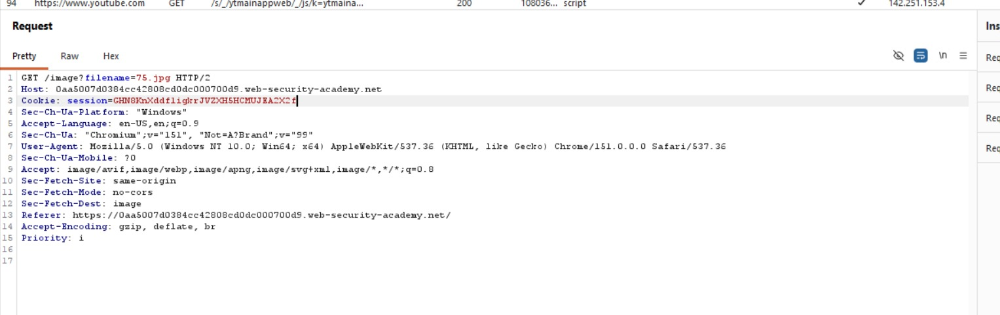 94 https://www.youtube.com GET /s/_/ytmainappweb/_/js/k=ytmaina... 200 108036... script 142.251.153.4
Request
Ins
Pretty Raw Hex \n
Req
Req
Req
Req
1 GET /image?filename=75.jpg HTTP/2
2 Host: 0aa5007d0384cc42808cd0dc000700d9.web-security-academy.net
3 Cookie: session=GHN8KnXddfligkrJVZXH5HCMUJEA2X2f
4 Sec-Ch-Ua-Platform: "Windows"
5 Accept-Language: en-US,en;q=0.9
6 Sec-Ch-Ua: "Chromium";v="151", "Not=A?Brand";v="99"
7 User-Agent: Mozilla/5.0 (Windows NT 10.0; Win64; x64) AppleWebKit/537.36 (KHTML, like Gecko) Chrome/151.0.0.0 Safari/537.36
8 Sec-Ch-Ua-Mobile: ?0
9 Accept: image/avif,image/webp,image/apng,image/svg+xml,image/*,*/*;q=0.8
10 Sec-Fetch-Site: same-origin
11 Sec-Fetch-Mode: no-cors
12 Sec-Fetch-Dest: image
13 Referer: https://0aa5007d0384cc42808cd0dc000700d9.web-security-academy.net/
14 Accept-Encoding: gzip, deflate, br
15 Priority: i
16
17